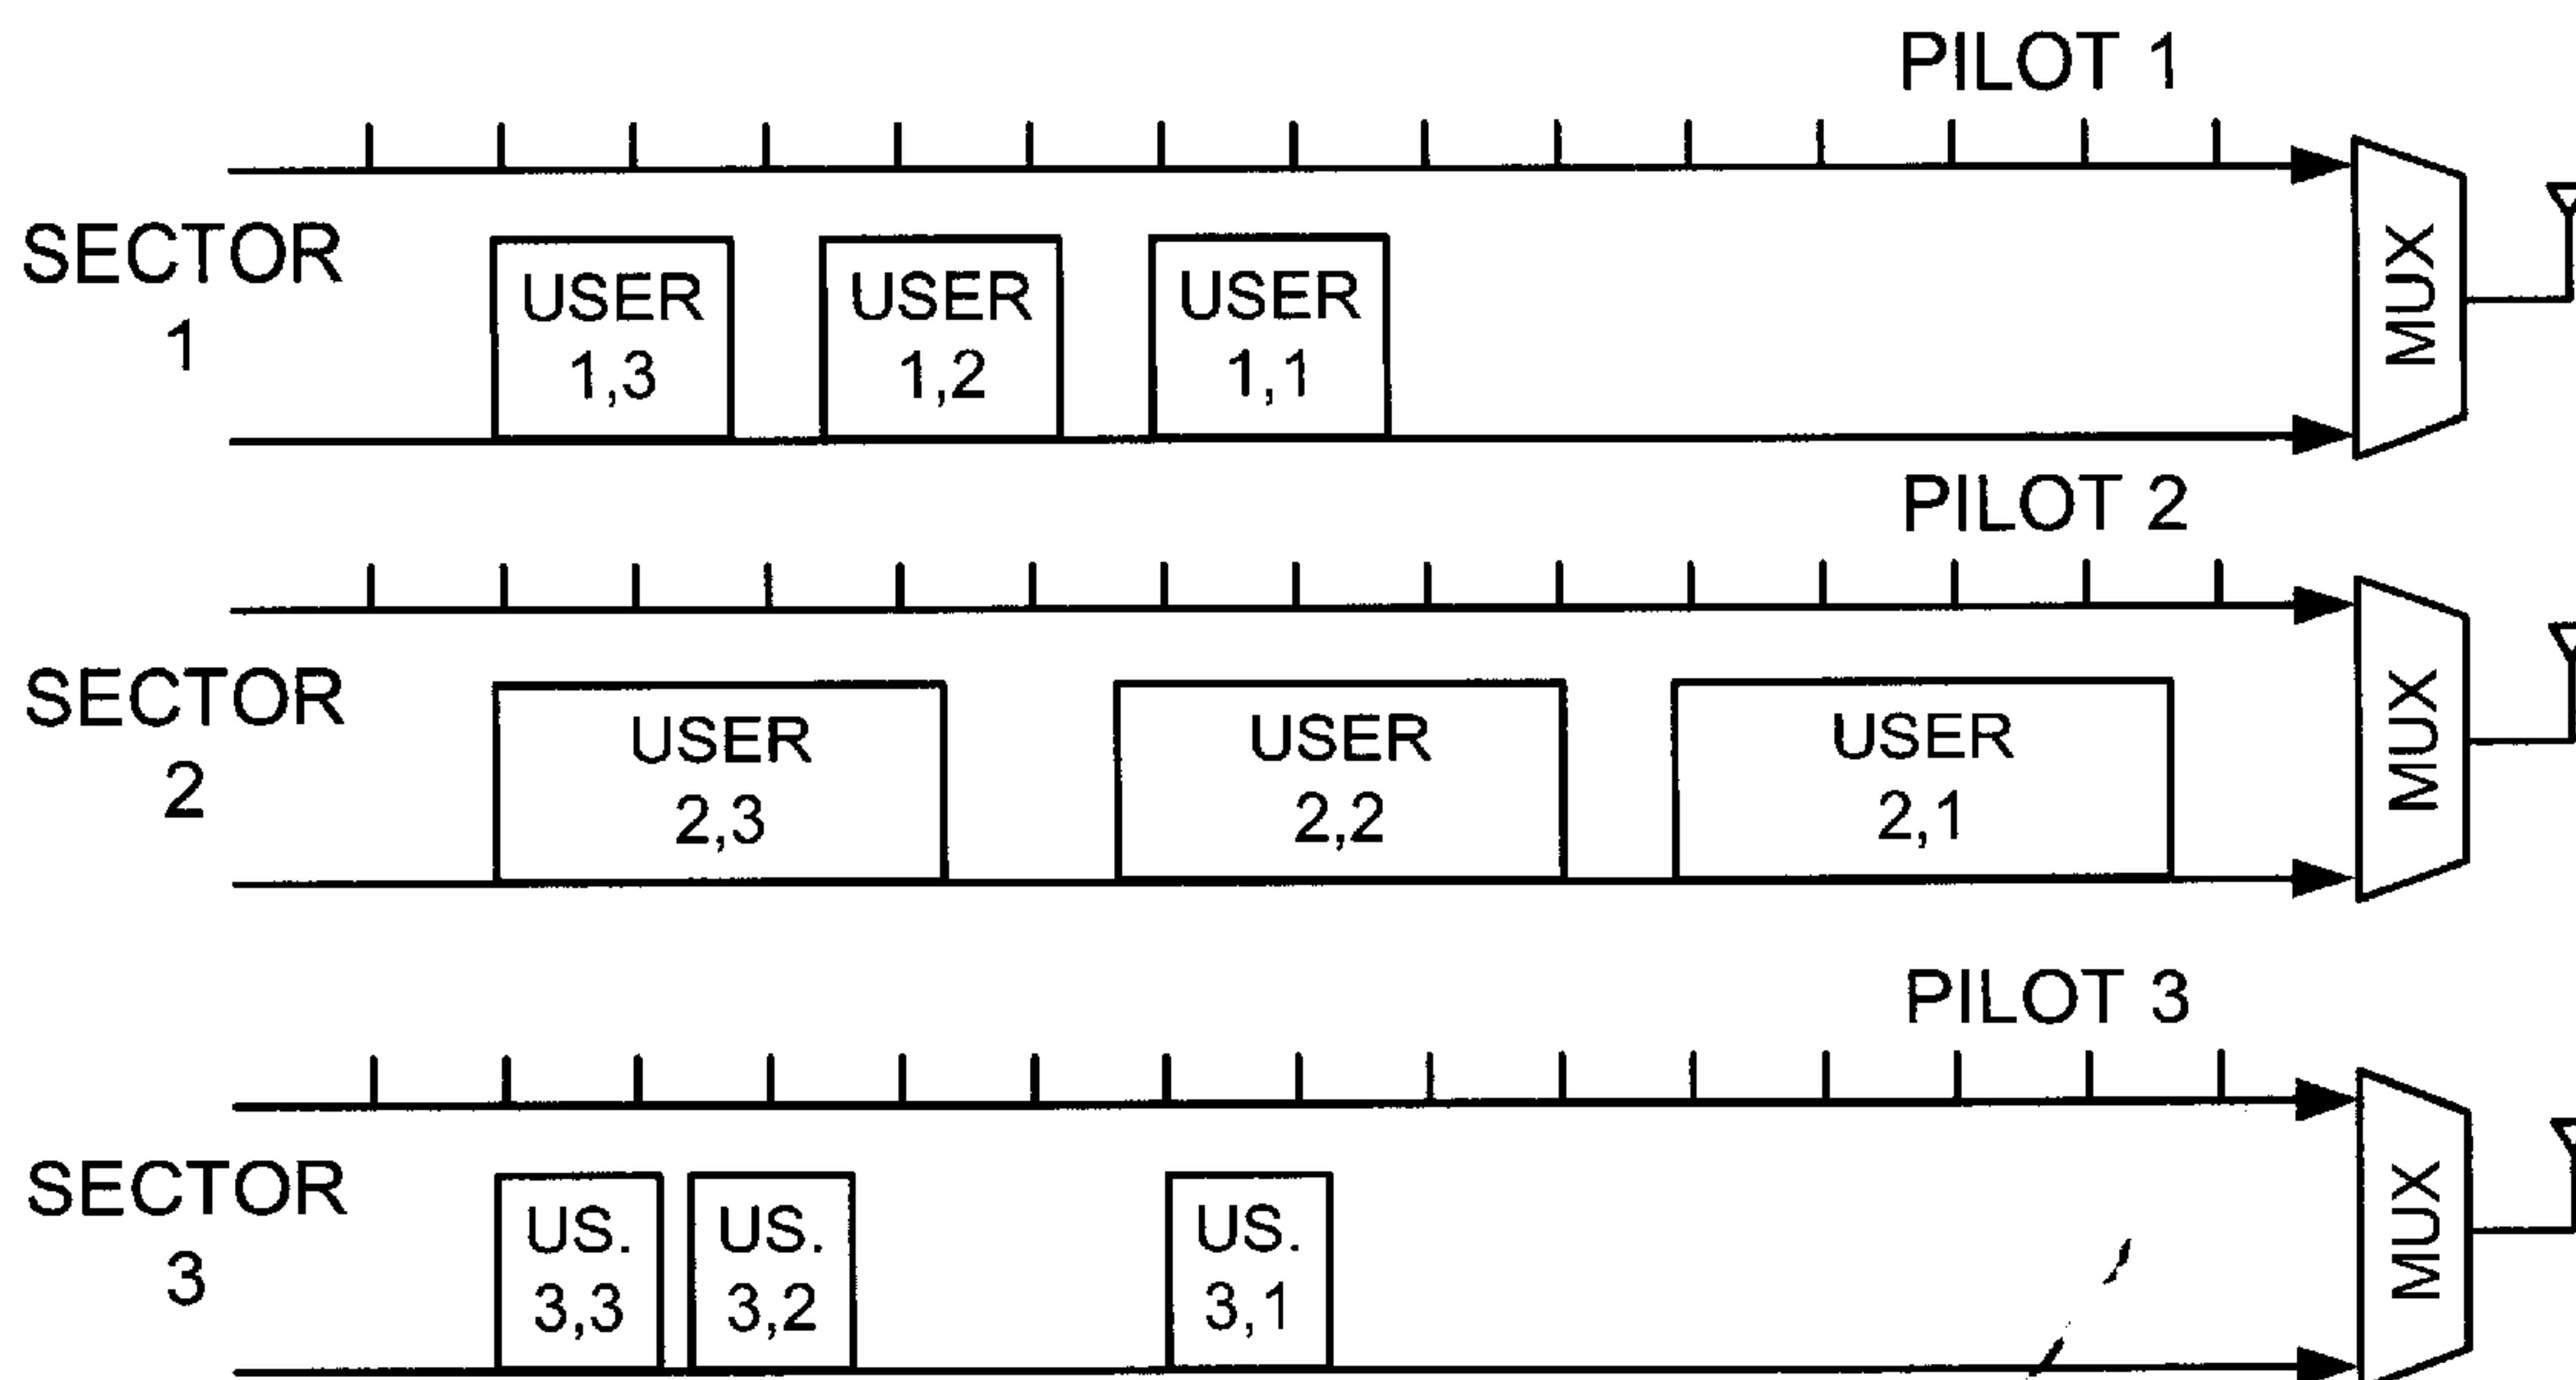 PILOT 1
SECTOR
1
USER
1,3
USER
1,2
USER
1,1
MUX
PILOT 2
SECTOR
2
USER
2,3
USER
2,2
USER
2,1
MUX
PILOT 3
SECTOR
3
US.
3,3
US.
3,2
US.
3,1
MUX